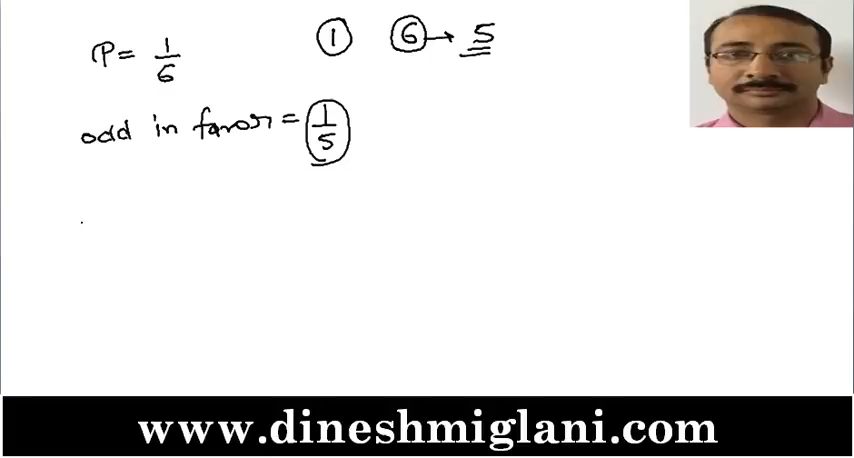 P = 1/6 ① ⑥→ 5
odd in favor = 1/5
www.dineshmiglani.com